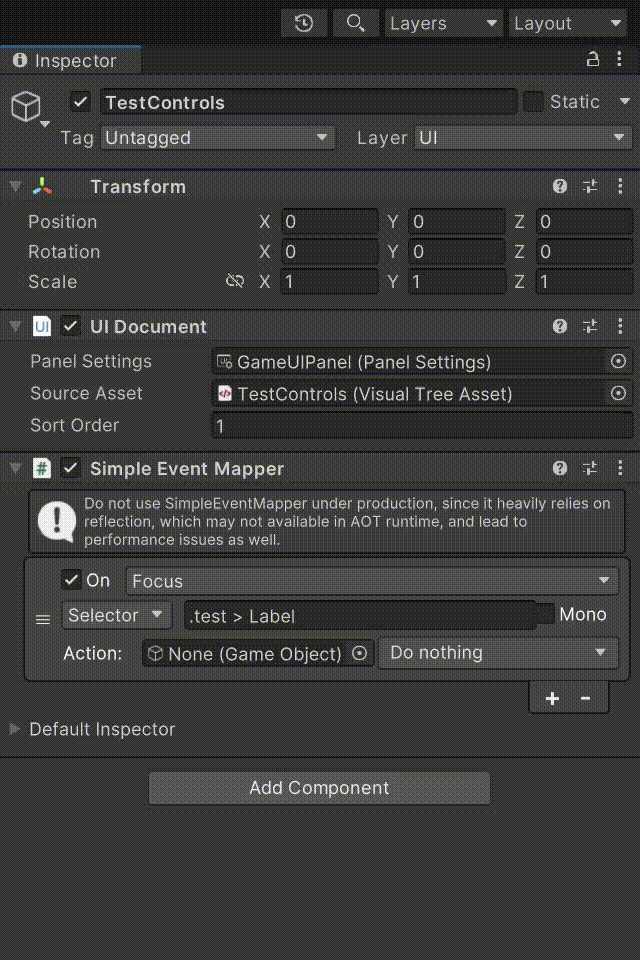 Layers Layout
Inspector
TestControls Static
Tag Untagged Layer UI
Transform
Position X 0 Y 0 Z 0
Rotation X 0 Y 0 Z 0
Scale X 1 Y 1 Z 1
UI UI Document
Panel Settings GameUIPanel (Panel Settings)
Source Asset TestControls (Visual Tree Asset)
Sort Order 1
# Simple Event Mapper
Do not use SimpleEventMapper under production, since it heavily relies on
reflection, which may not available in AOT runtime, and lead to
performance issues as well.
On Focus
Selector .test > Label Mono
Action: None (Game Object) Do nothing
+ -
Default Inspector
Add Component